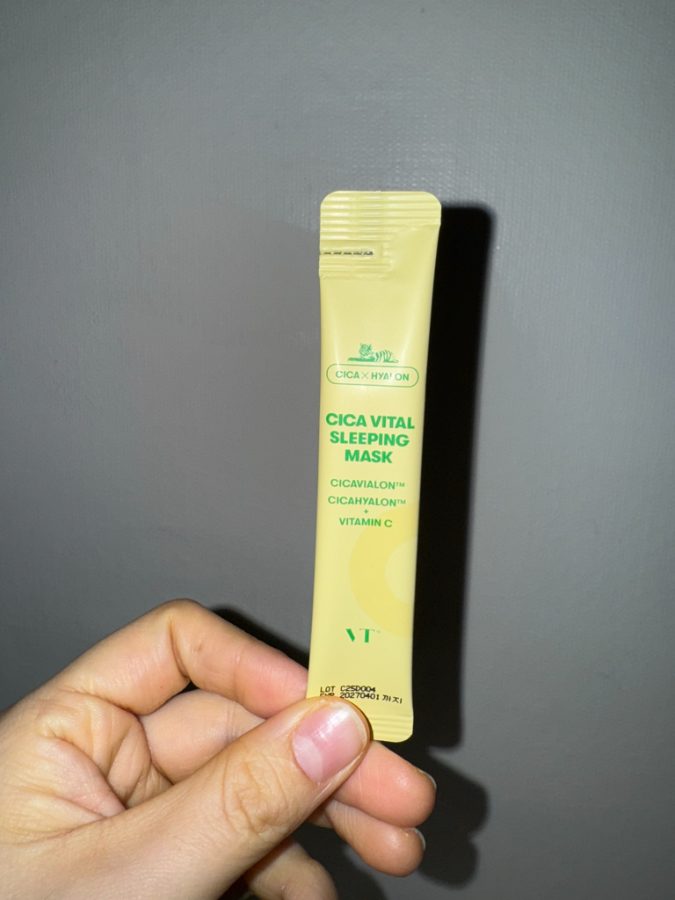 CICA X HYALON
CICA VITAL
SLEEPING
MASK
CICAVIALON™
CICAHYALON™
+
VITAMIN C
VT
LOT C25D004
EXP 20270401 까지